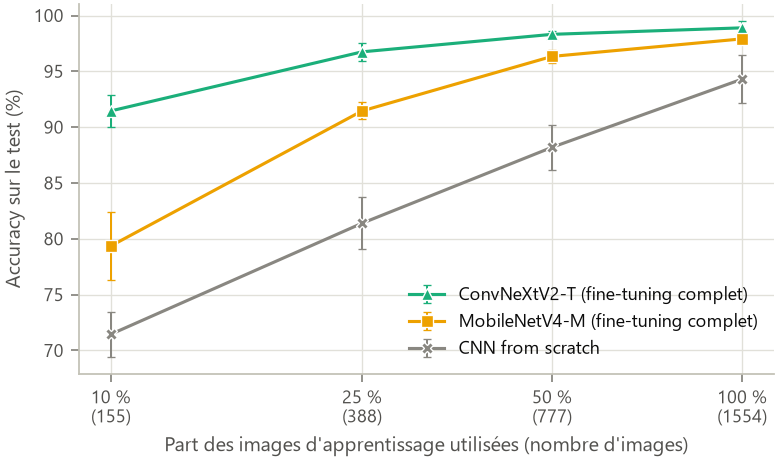 100
95
90
85
80
75
70
Accuracy sur le test (%)
ConvNeXtV2-T (fine-tuning complet)
MobileNetV4-M (fine-tuning complet)
CNN from scratch
10 % 25 % 50 % 100 %
(155) (388) (777) (1554)
Part des images d'apprentissage utilisées (nombre d'images)